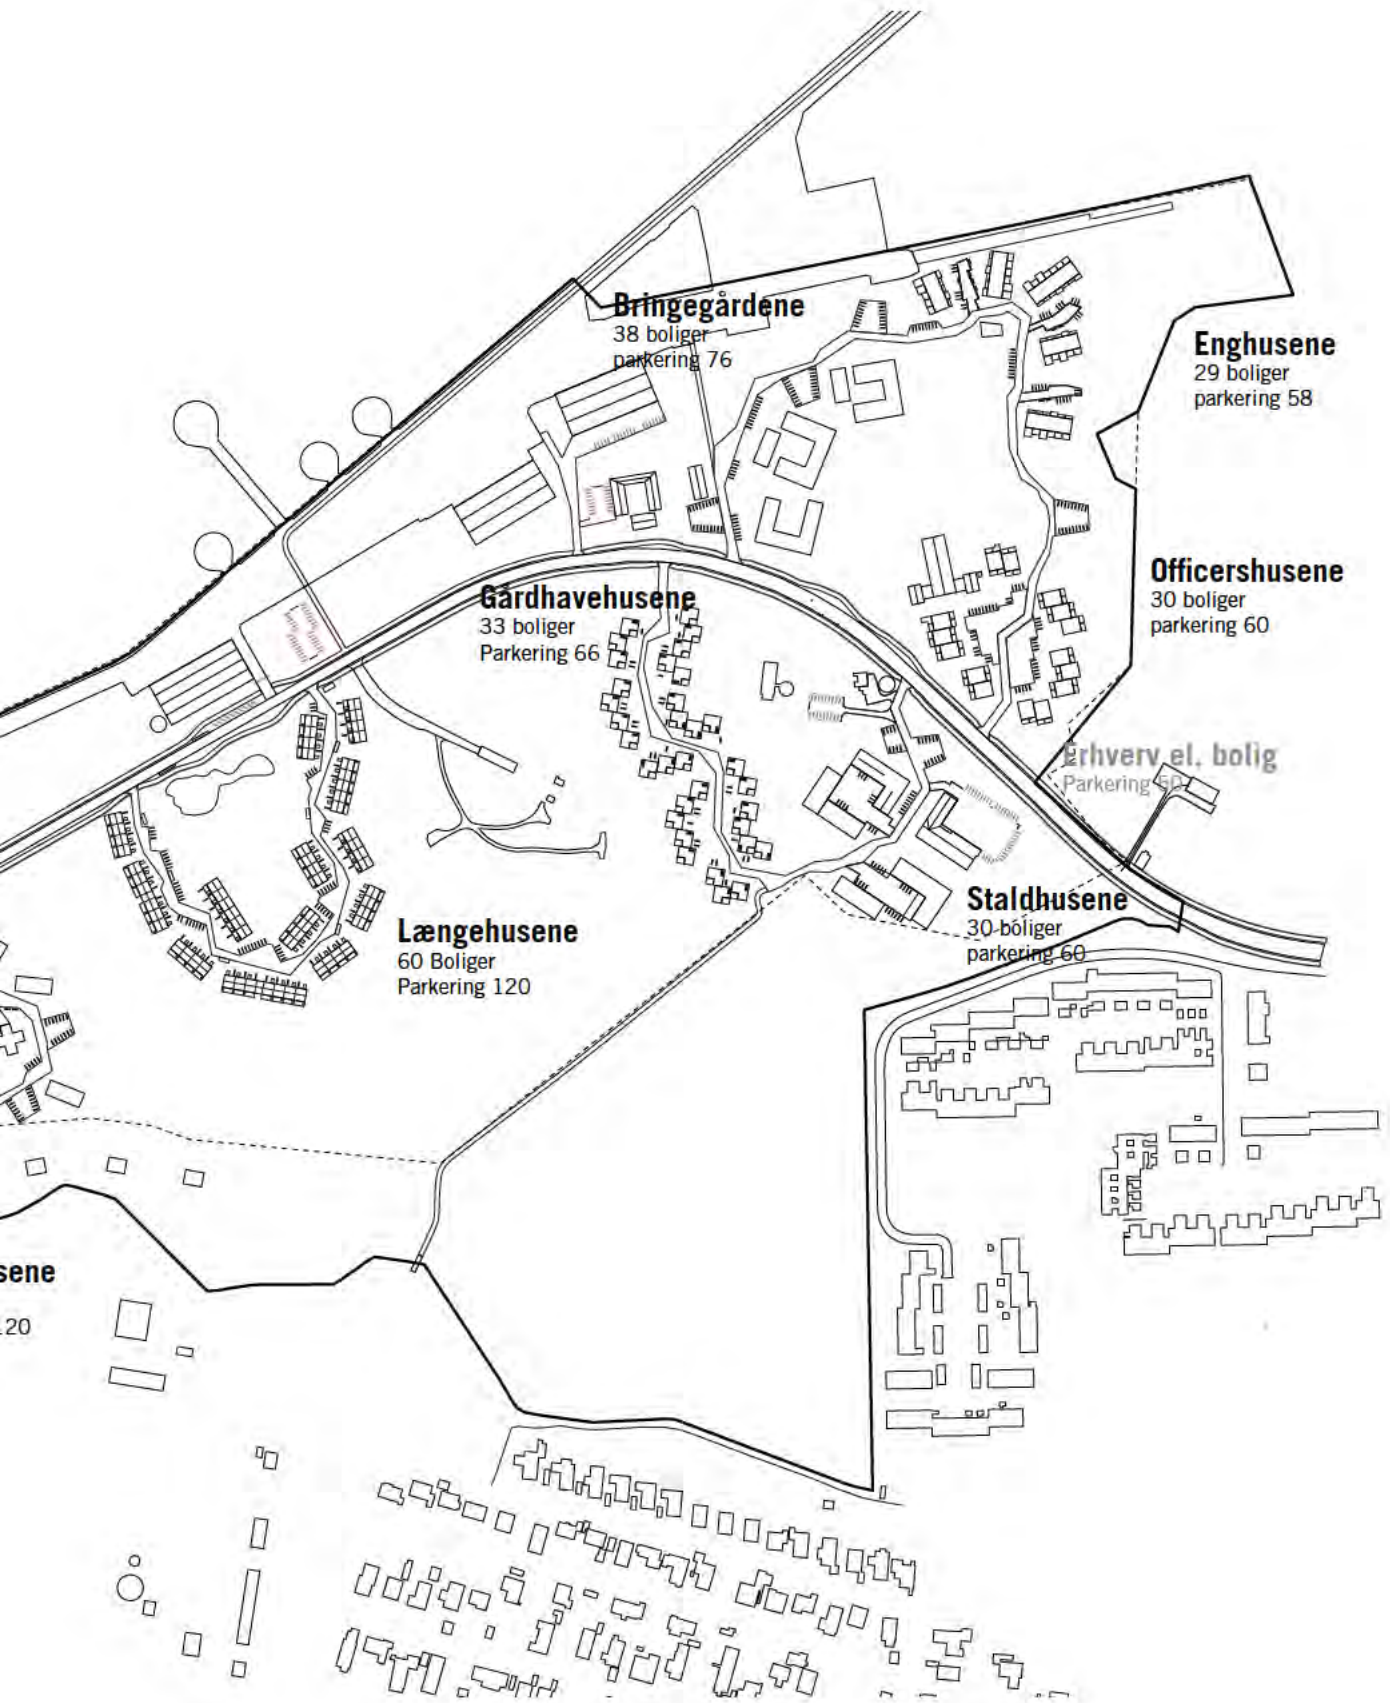 Bringegårdene
38 boliger
parkering 76
Enghusene
29 boliger
parkering 58
Officershusene
30 boliger
parkering 60
Gårdhavehusene
33 boliger
Parkering 66
Erhverv el. bolig
Parkering 50
Staldhusene
30 boliger
parkering 60
Længehusene
60 Boliger
Parkering 120
sene
120